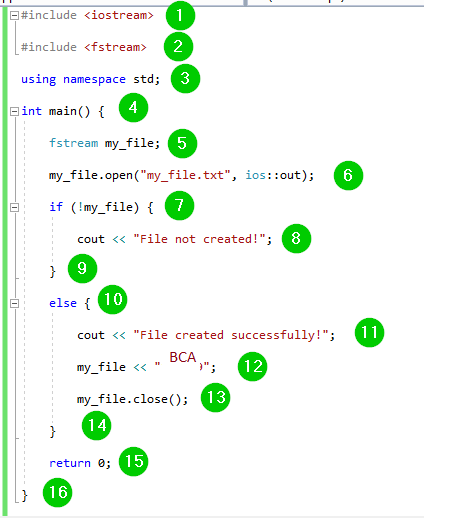 #include <iostream> 1
#include <fstream> 2
using namespace std; 3
int main() { 4
fstream my_file; 5
my_file.open("my_file.txt", ios::out); 6
if (!my_file) { 7
cout << "File not created!"; 8
} 9
else { 10
cout << "File created successfully!"; 11
my_file << " BCA "; 12
my_file.close(); 13
} 14
return 0; 15
} 16